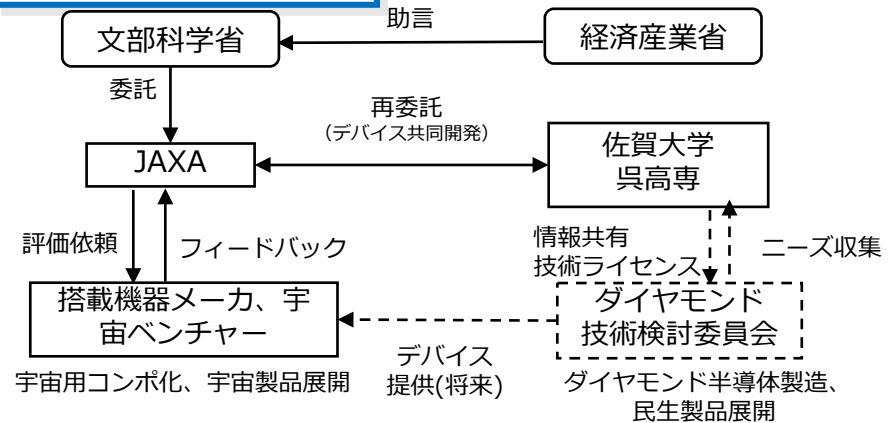 助言
文部科学省
経済産業省
委託
再委託
（デバイス共同開発）
JAXA
佐賀大学
呉高専
評価依頼
フィードバック
情報共有
技術ライセンス
ニーズ収集
搭載機器メーカ、宇
宙ベンチャー
ダイヤモンド
技術検討委員会
デバイス
提供(将来)
宇宙用コンポ化、宇宙製品展開
ダイヤモンド半導体製造、
民生製品展開